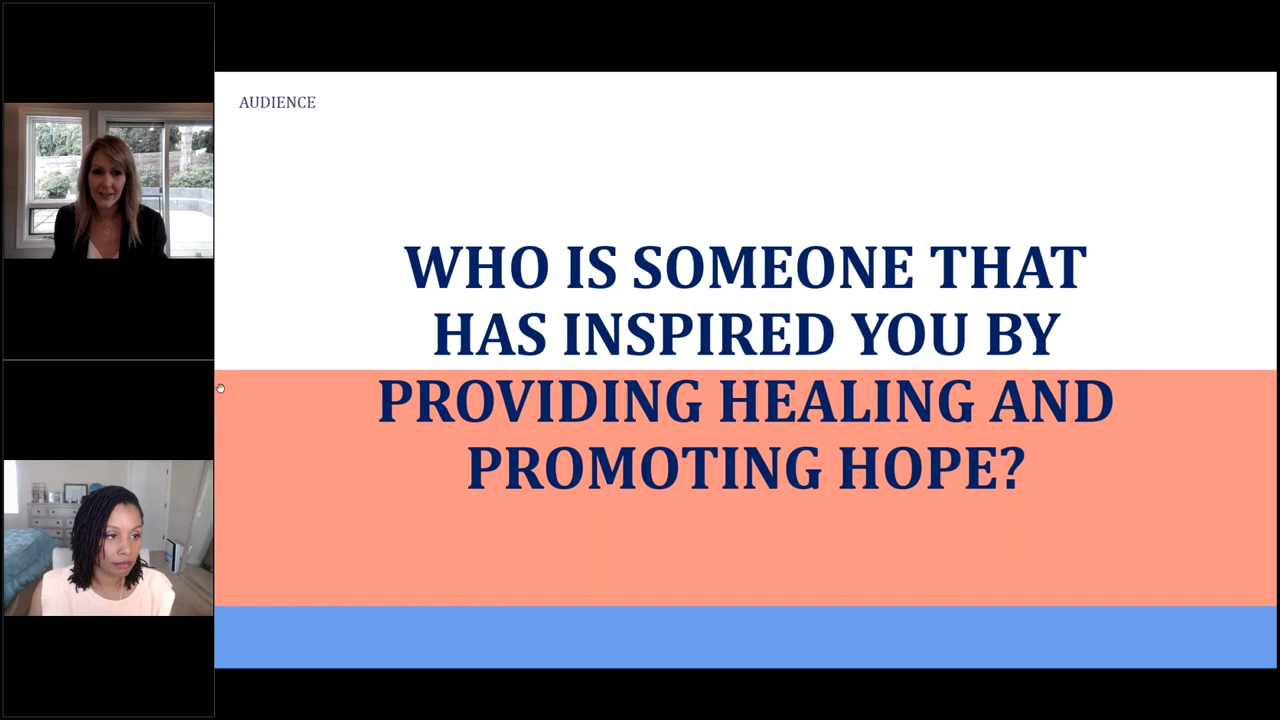 AUDIENCE
WHO IS SOMEONE THAT
HAS INSPIRED YOU BY
PROVIDING HEALING AND
PROMOTING HOPE?